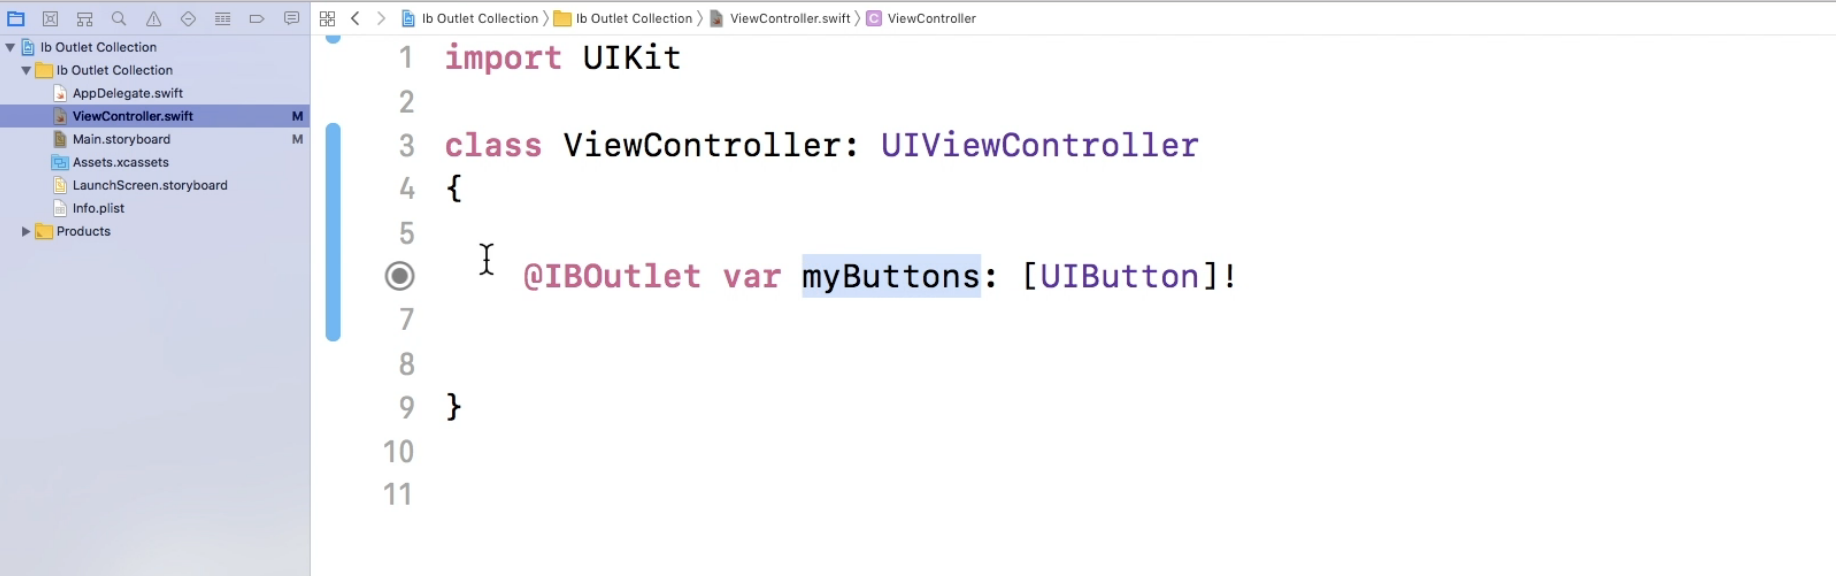 Ib Outlet Collection
Ib Outlet Collection
AppDelegate.swift
ViewController.swift M
Main.storyboard M
Assets.xcassets
LaunchScreen.storyboard
Info.plist
Products
Ib Outlet Collection Ib Outlet Collection ViewController.swift C ViewController
1 import UIKit
2
3 class ViewController: UIViewController
4 {
5
@IBOutlet var myButtons: [UIButton]!
7
8
9 }
10
11